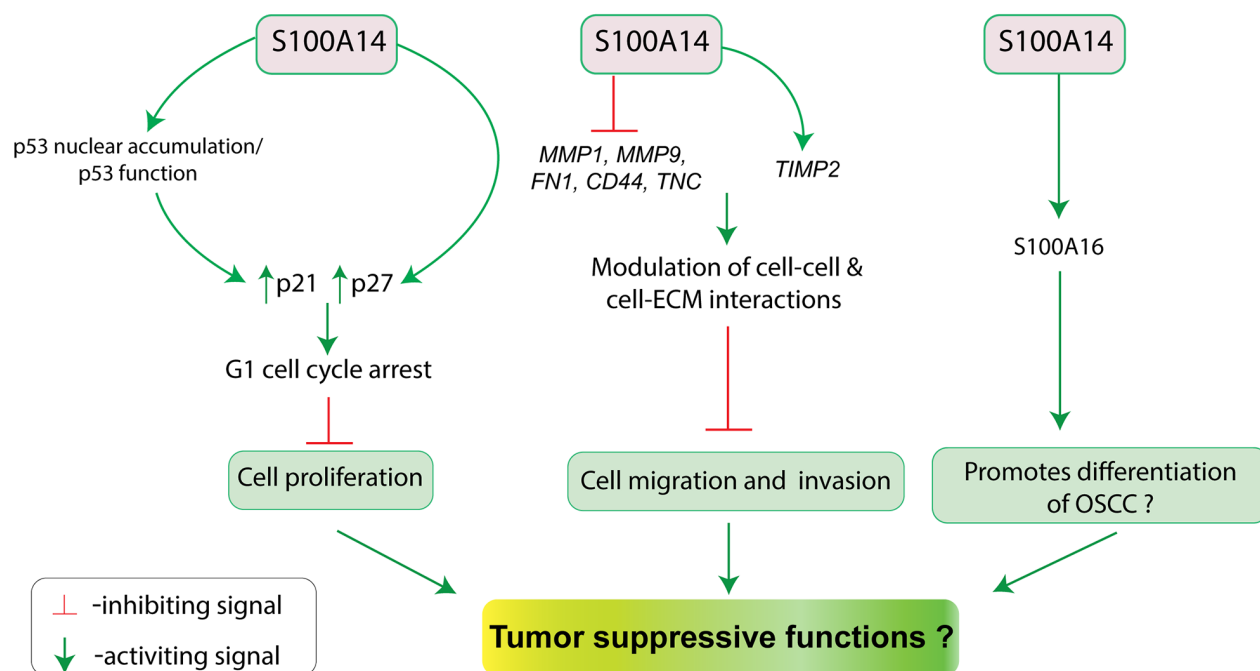 S100A14
p53 nuclear accumulation/
p53 function
p21 p27
G1 cell cycle arrest
Cell proliferation
S100A14
MMP1, MMP9,
FN1, CD44, TNC
TIMP2
Modulation of cell-cell &
cell-ECM interactions
Cell migration and invasion
S100A14
S100A16
Promotes differentiation
of OSCC ?
Tumor suppressive functions ?
-inhibiting signal
-activiting signal